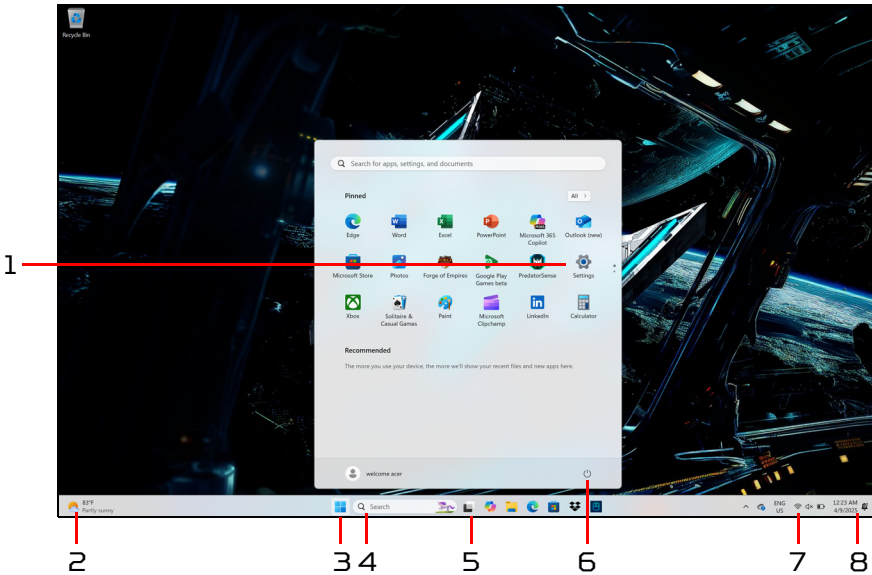 Recycle Bin
Search for apps, settings, and documents
Pinned
All >
Edge
Word
Excel
PowerPoint
Microsoft 365
Copilot
Outlook (new)
1
Microsoft Store
Photos
Forge of Empires
Google Play
Games beta
PredatorSense
Settings
Xbox
Solitaire &
Casual Games
Paint
Microsoft
Clipchamp
LinkedIn
Calculator
Recommended
The more you use your device, the more we'll show your recent files and new apps here.
welcome acer
83°F
Partly sunny
Search
ENG
US
12:23 AM
4/9/2025
2
3
4
5
6
7
8